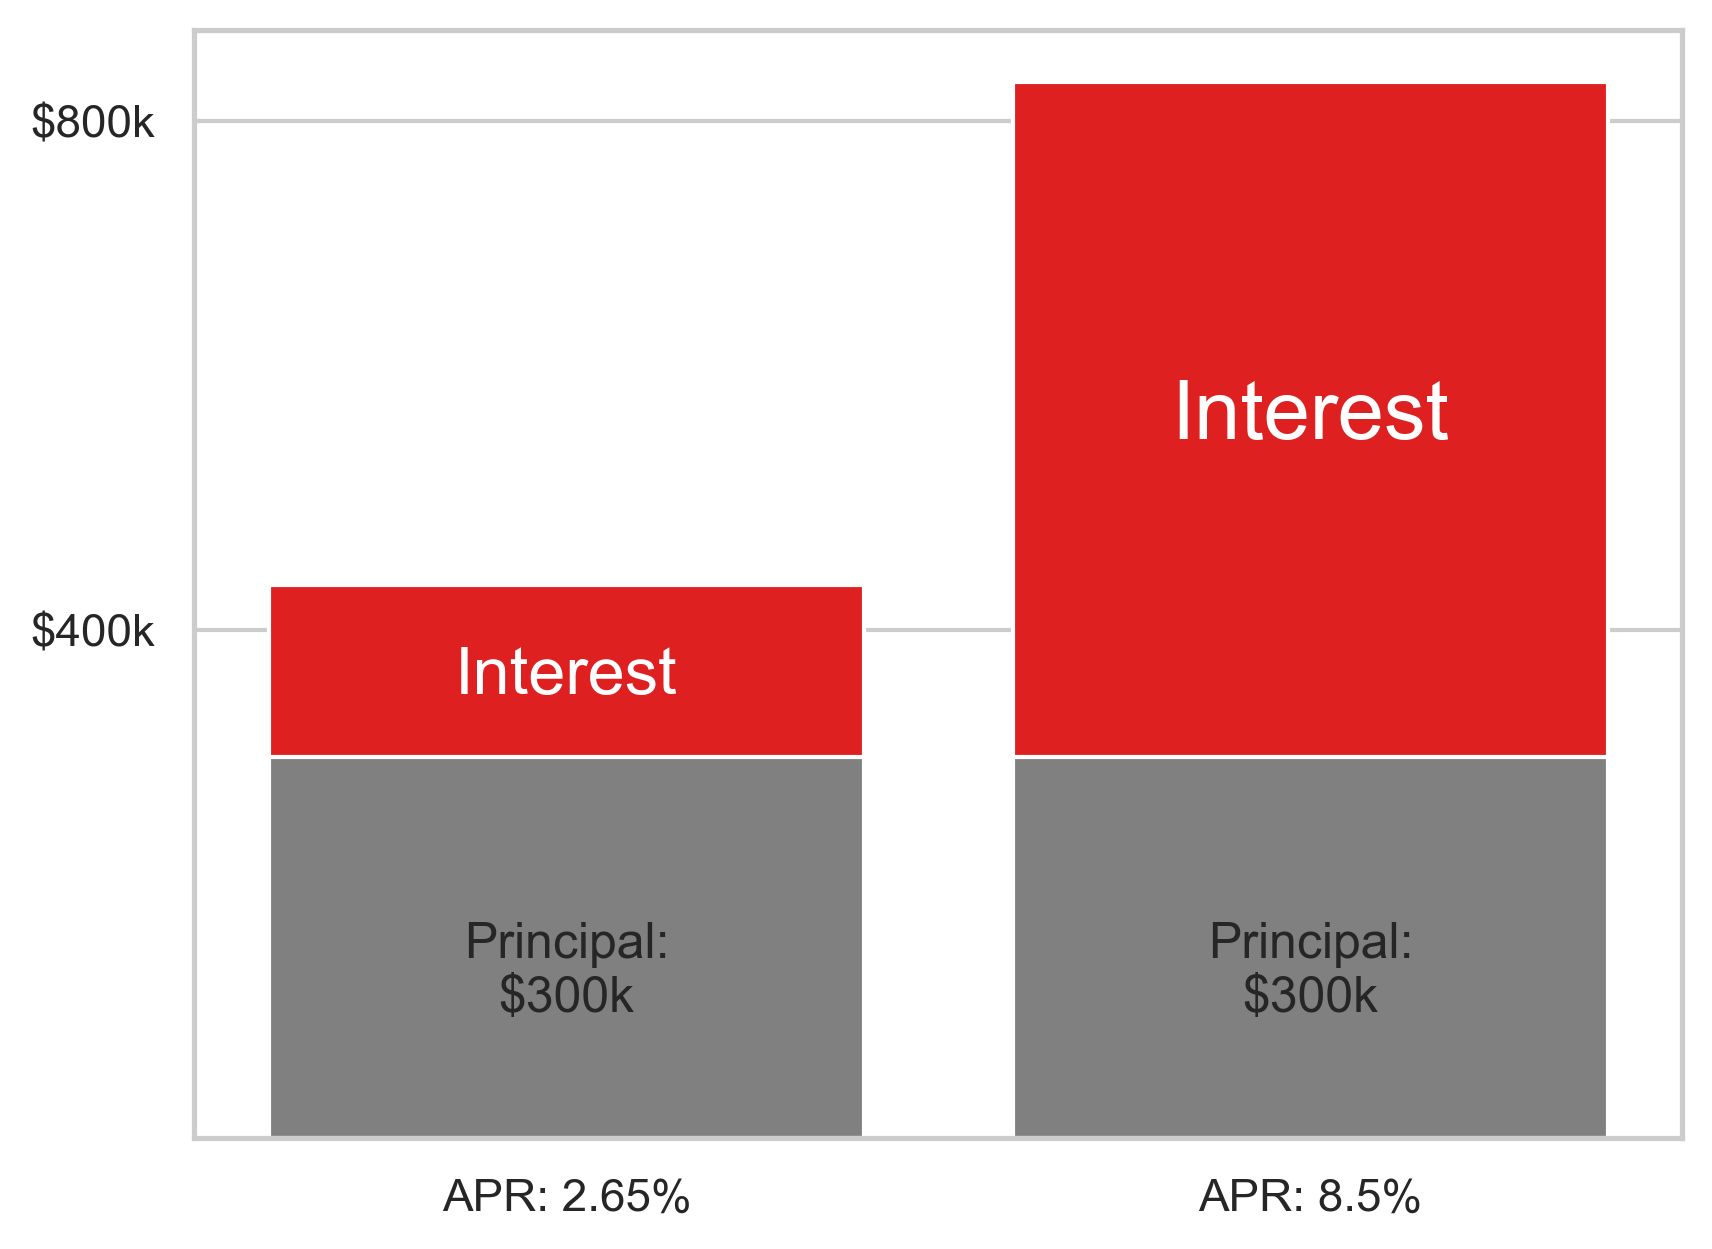 $800k
$400k
Interest
Interest
Principal:
$300k
Principal:
$300k
APR: 2.65%
APR: 8.5%